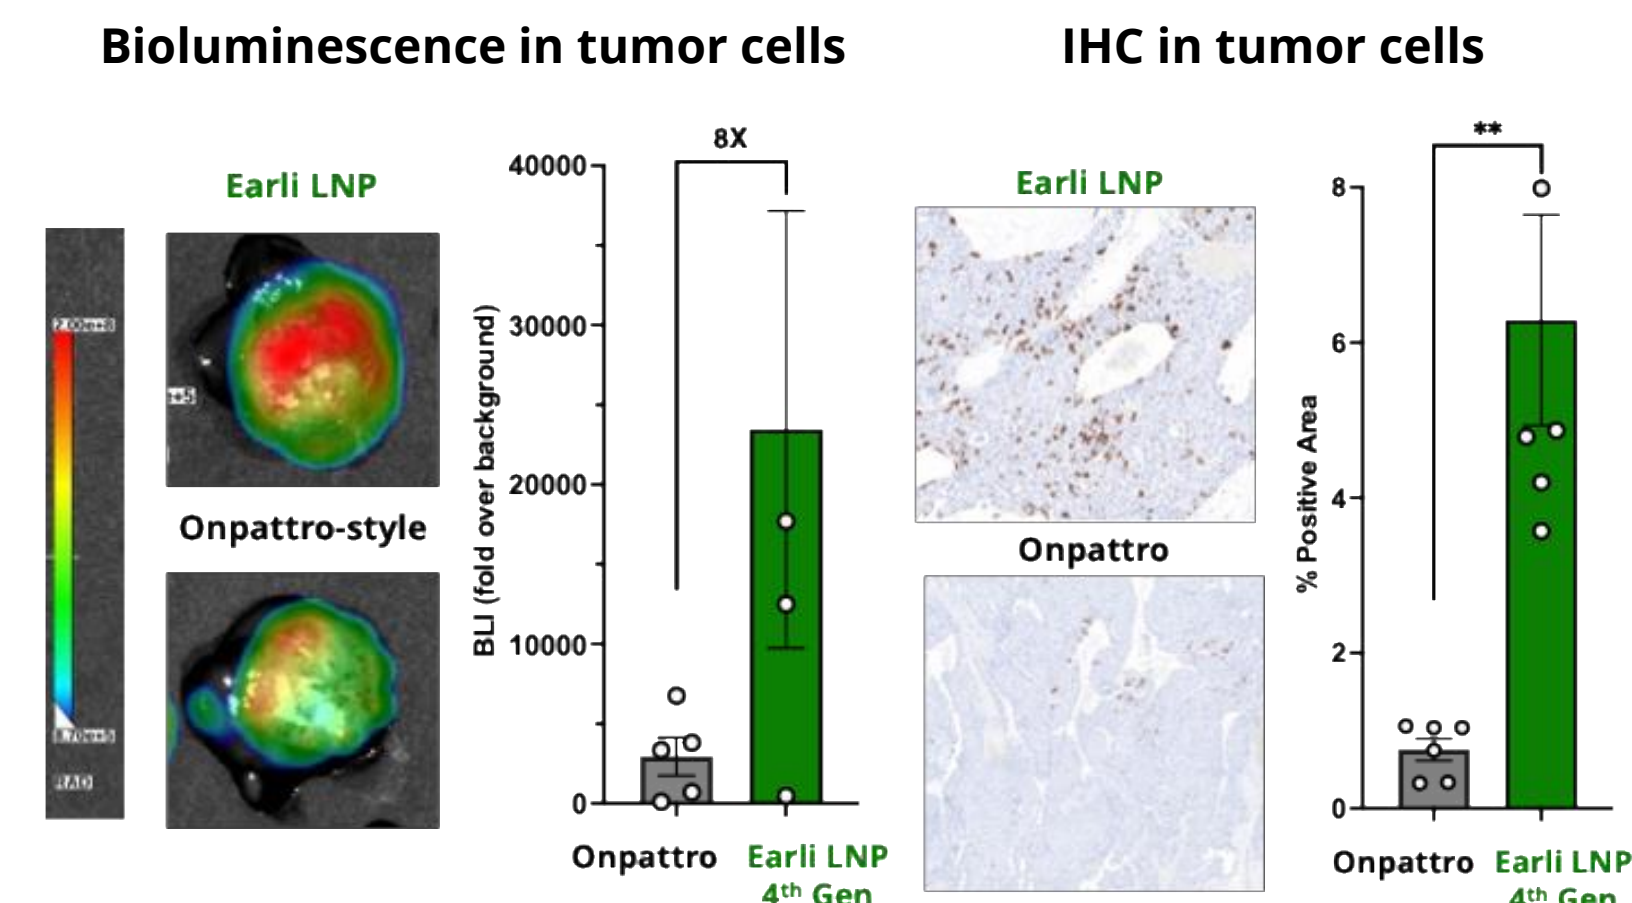 Bioluminescence in tumor cells
IHC in tumor cells
Earli LNP
Onpattro-style
8X
BLI (fold over background)
40000
30000
20000
10000
0
Onpattro
Earli LNP
4th Gen
Earli LNP
Onpattro
**
% Positive Area
8
6
4
2
0
Onpattro
Earli LNP
4th Gen